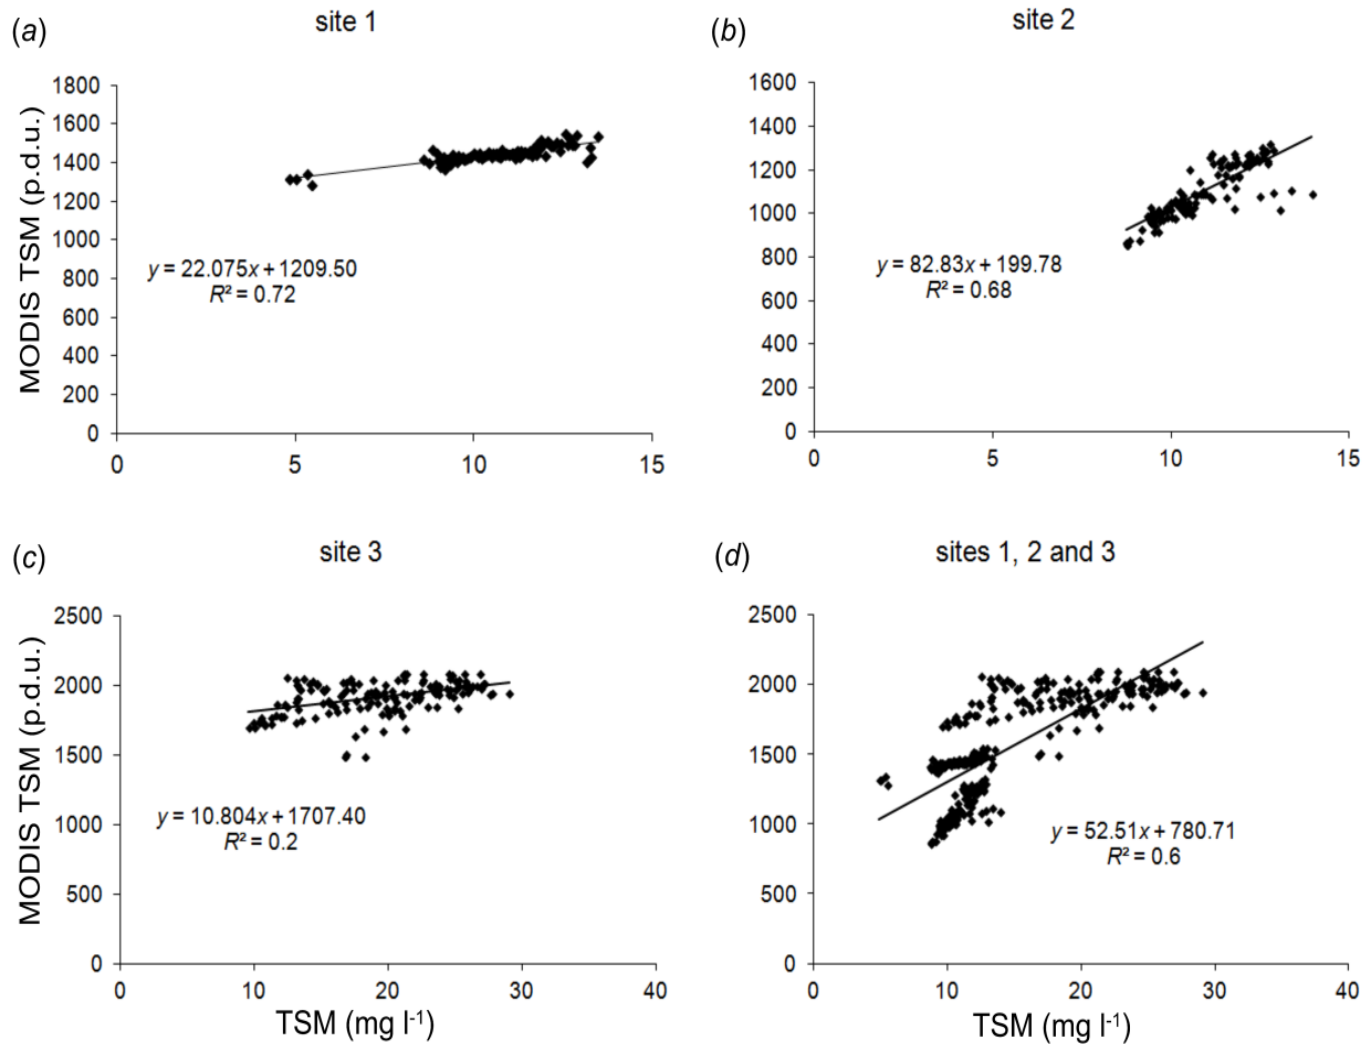 (a)
site 1
MODIS TSM (p.d.u.)
1800
1600
1400
1200
1000
800
600
400
200
0
y = 22.075x + 1209.50
R² = 0.72
0 5 10 15
(b)
site 2
1600
1400
1200
1000
800
600
400
200
0
y = 82.83x + 199.78
R² = 0.68
0 5 10 15
(c)
site 3
MODIS TSM (p.d.u.)
2500
2000
1500
1000
500
0
y = 10.804x + 1707.40
R² = 0.2
0 10 20 30 40
TSM (mg l⁻¹)
(d)
sites 1, 2 and 3
2500
2000
1500
1000
500
0
y = 52.51x + 780.71
R² = 0.6
0 10 20 30 40
TSM (mg l⁻¹)